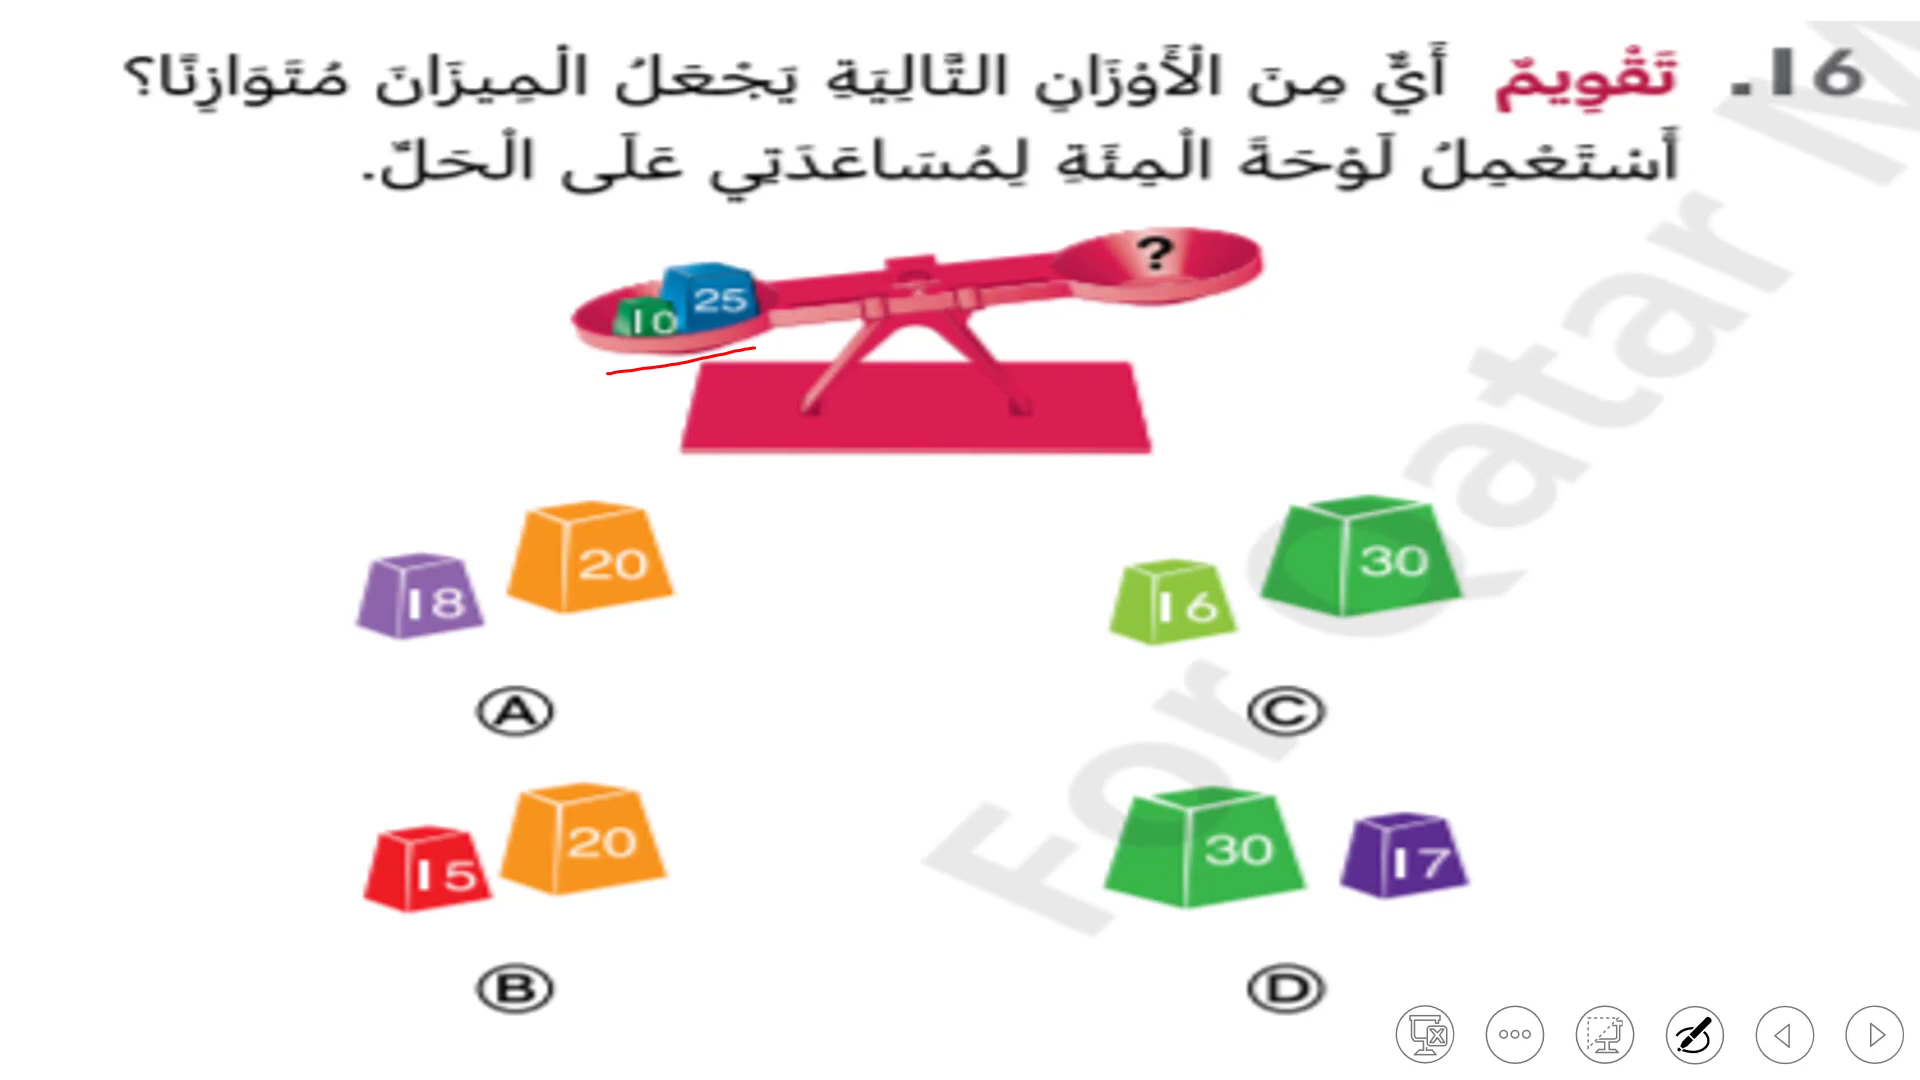 16. تَقْوِيمٌ أَيٌّ مِنَ الْأَوْزَانِ التَّالِيَةِ يَجْعَلُ الْمِيزَانَ مُتَوَازِنًا؟
أَسْتَعْمِلُ لَوْحَةَ الْمِئَةِ لِمُسَاعَدَتِي عَلَى الْحَلِّ.
?
10 25
18 20
16 30
A
C
15 20
30 17
B
D
For Qatar M